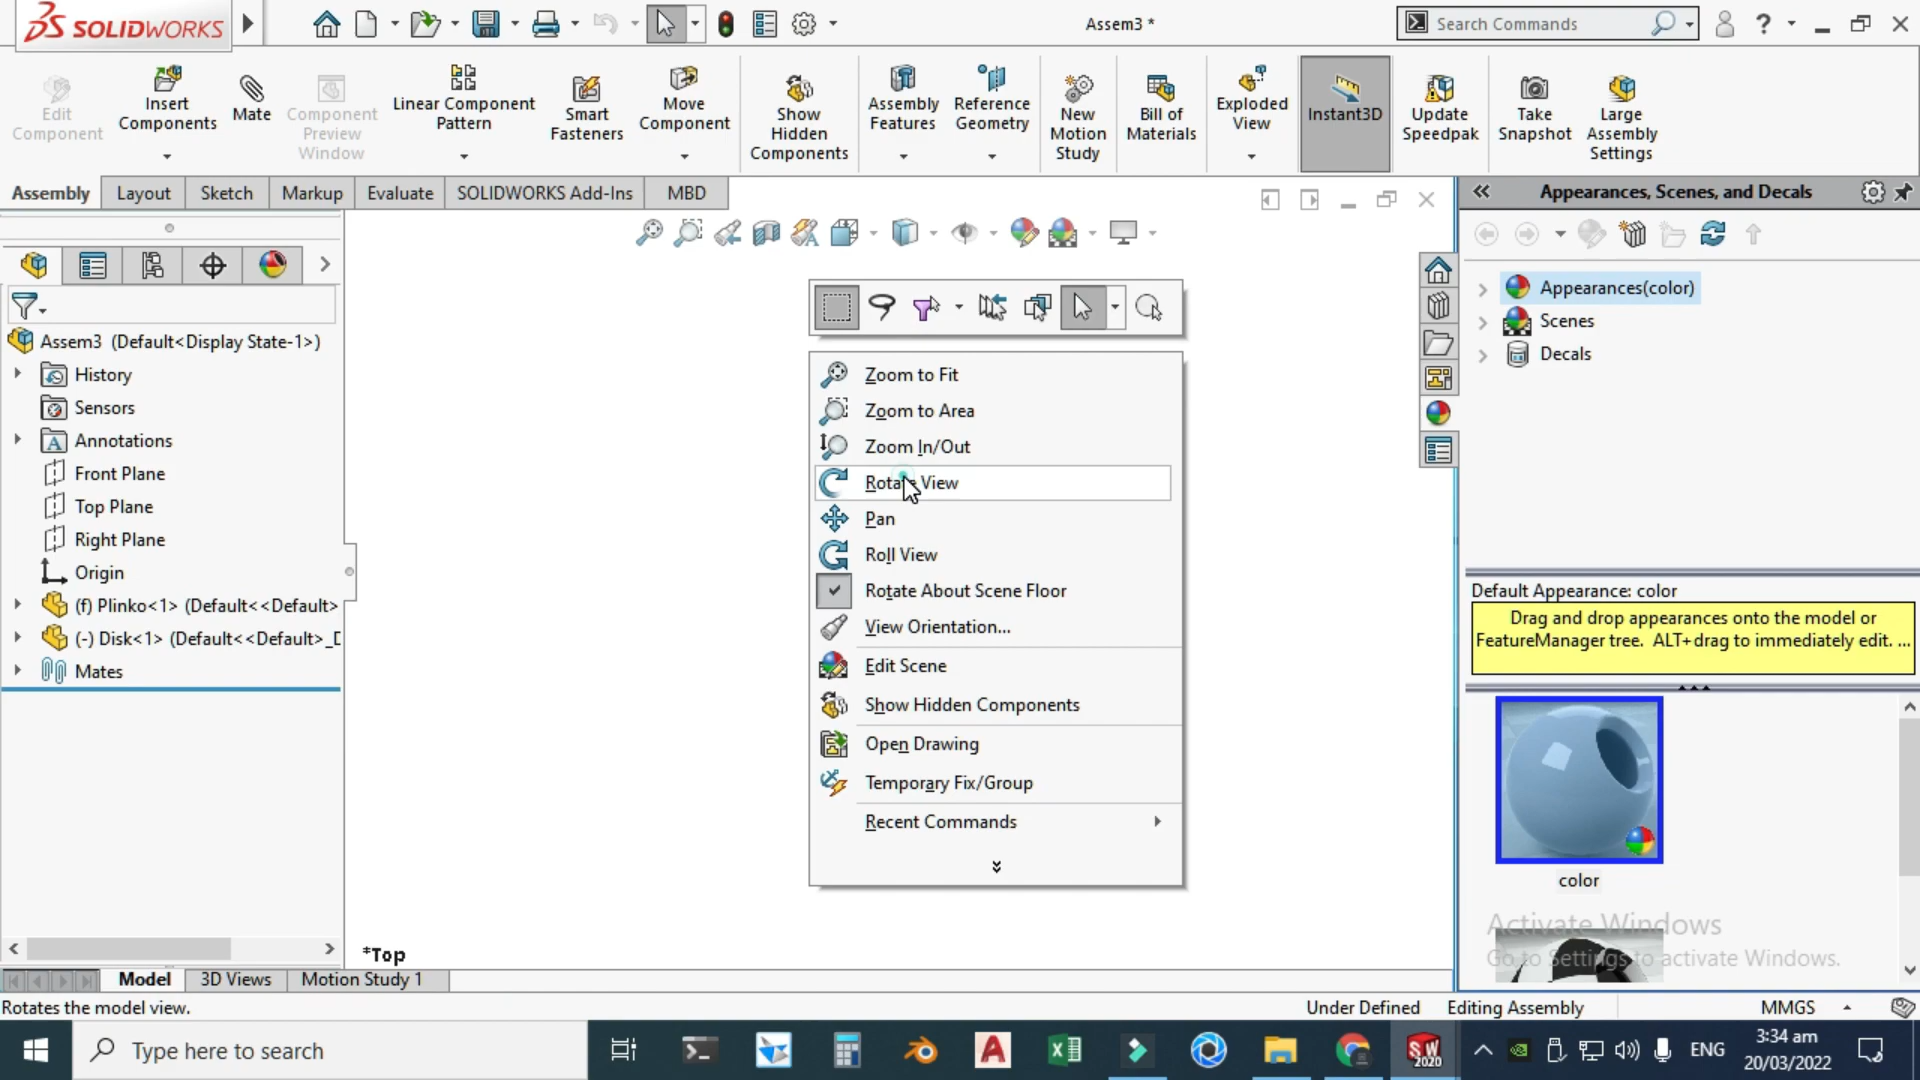 SOLIDWORKS
Assem3 *
Search Commands
?
Edit
Component
Insert
Components
Mate
Component
Preview
Window
Linear Component
Pattern
Smart
Fasteners
Move
Component
Show
Hidden
Components
Assembly
Features
Reference
Geometry
New
Motion
Study
Bill of
Materials
Exploded
View
Instant3D
Update
Speedpak
Take
Snapshot
Large
Assembly
Settings
Assembly
Layout
Sketch
Markup
Evaluate
SOLIDWORKS Add-Ins
MBD
Appearances, Scenes, and Decals
Appearances(color)
Scenes
Decals
Assem3 (Default<Display State-1>)
History
Sensors
Annotations
Front Plane
Top Plane
Right Plane
Origin
(f) Plinko<1> (Default<<Default>
(-) Disk<1> (Default<<Default>_D
Mates
Zoom to Fit
Zoom to Area
Zoom In/Out
Rotate View
Pan
Roll View
Rotate About Scene Floor
View Orientation...
Edit Scene
Show Hidden Components
Open Drawing
Temporary Fix/Group
Recent Commands
Default Appearance: color
Drag and drop appearances onto the model or
FeatureManager tree. ALT+drag to immediately edit. ...
color
Activate Windows
Go to Settings to activate Windows.
*Top
Model
3D Views
Motion Study 1
Rotates the model view.
Under Defined
Editing Assembly
MMGS
Type here to search
SW
2020
ENG
3:34 am
20/03/2022